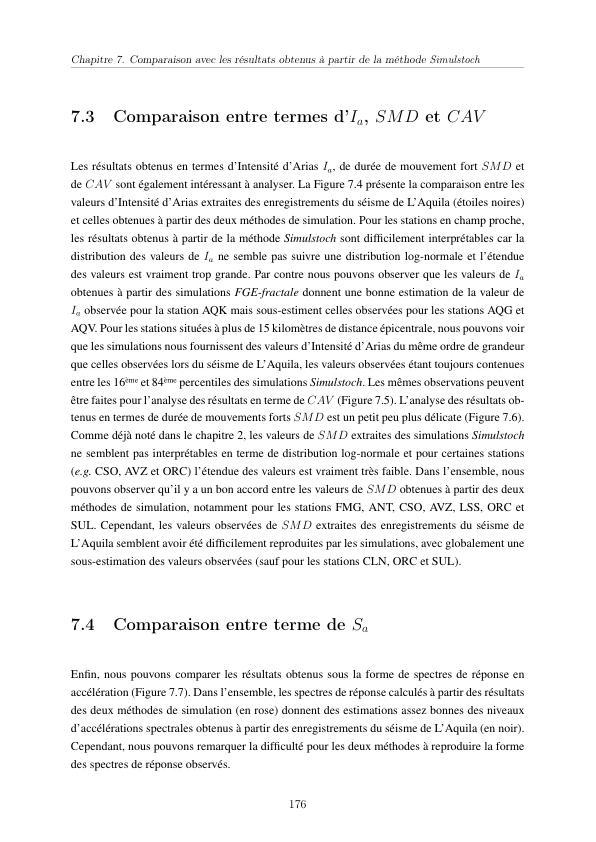 Chapitre 7. Comparaison avec les résultats obtenus à partir de la méthode Simulstoch
7.3 Comparaison entre termes d'Ia, SMD et CAV
Les résultats obtenus en termes d'Intensité d'Arias Ia, de durée de mouvement fort SMD et
de CAV sont également intéressant à analyser. La Figure 7.4 présente la comparaison entre les
valeurs d'Intensité d'Arias extraites des enregistrements du séisme de L'Aquila (étoiles noires)
et celles obtenues à partir des deux méthodes de simulation. Pour les stations en champ proche,
les résultats obtenus à partir de la méthode Simulstoch sont difficilement interprétables car la
distribution des valeurs de Ia ne semble pas suivre une distribution log-normale et l'étendue
des valeurs est vraiment trop grande. Par contre nous pouvons observer que les valeurs de Ia
obtenues à partir des simulations FGE-fractale donnent une bonne estimation de la valeur de
Ia observée pour la station AQK mais sous-estiment celles observées pour les stations AQG et
AQV. Pour les stations situées à plus de 15 kilomètres de distance épicentrale, nous pouvons voir
que les simulations nous fournissent des valeurs d'Intensité d'Arias du même ordre de grandeur
que celles observées lors du séisme de L'Aquila, les valeurs observées étant toujours contenues
entre les 16ème et 84ème percentiles des simulations Simulstoch. Les mêmes observations peuvent
être faites pour l'analyse des résultats en terme de CAV (Figure 7.5). L'analyse des résultats ob-
tenus en termes de durée de mouvements forts SMD est un petit peu plus délicate (Figure 7.6).
Comme déjà noté dans le chapitre 2, les valeurs de SMD extraites des simulations Simulstoch
ne semblent pas interprétables en terme de distribution log-normale et pour certaines stations
(e.g. CSO, AVZ et ORC) l'étendue des valeurs est vraiment très faible. Dans l'ensemble, nous
pouvons observer qu'il y a un bon accord entre les valeurs de SMD obtenues à partir des deux
méthodes de simulation, notamment pour les stations FMG, ANT, CSO, AVZ, LSS, ORC et
SUL. Cependant, les valeurs observées de SMD extraites des enregistrements du séisme de
L'Aquila semblent avoir été difficilement reproduites par les simulations, avec globalement une
sous-estimation des valeurs observées (sauf pour les stations CLN, ORC et SUL).
7.4 Comparaison entre terme de Sa
Enfin, nous pouvons comparer les résultats obtenus sous la forme de spectres de réponse en
accélération (Figure 7.7). Dans l'ensemble, les spectres de réponse calculés à partir des résultats
des deux méthodes de simulation (en rose) donnent des estimations assez bonnes des niveaux
d'accélérations spectrales obtenus à partir des enregistrements du séisme de L'Aquila (en noir).
Cependant, nous pouvons remarquer la difficulté pour les deux méthodes à reproduire la forme
des spectres de réponse observés.
176